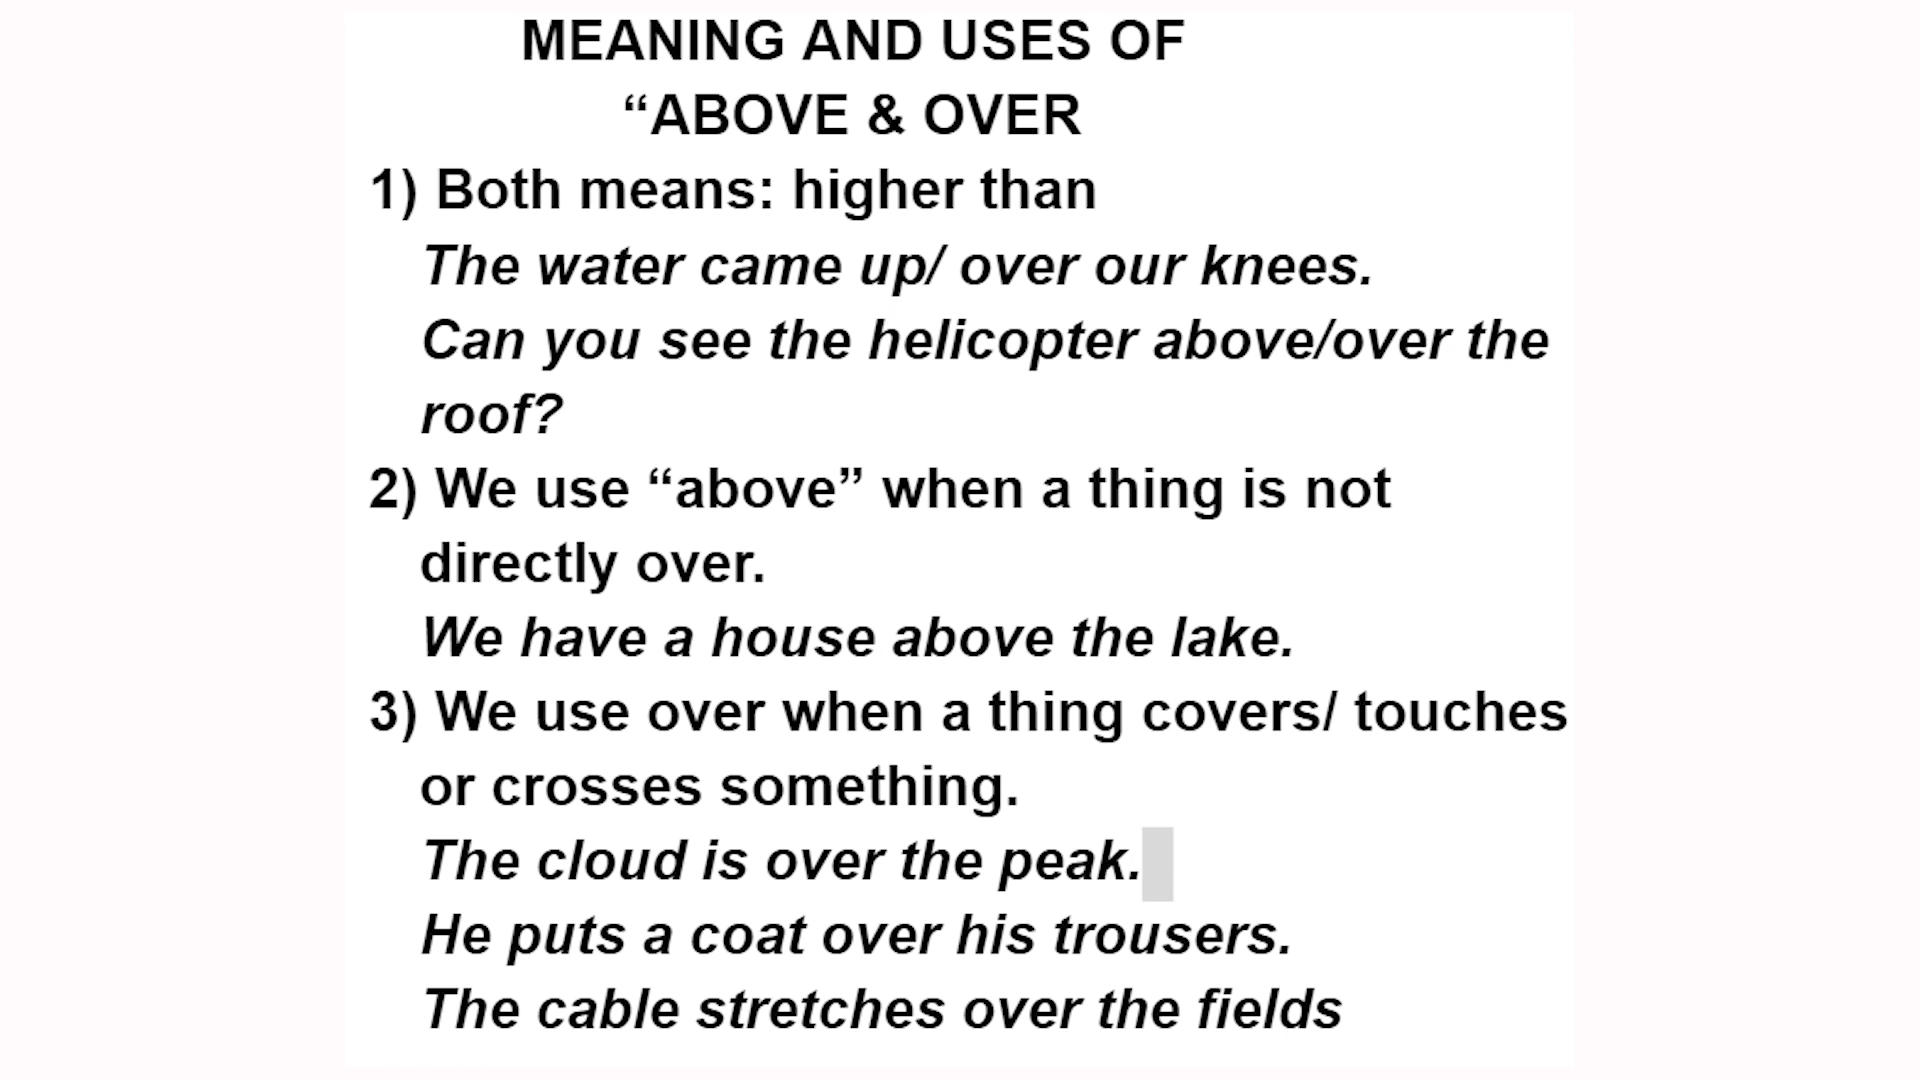 MEANING AND USES OF
“ABOVE & OVER
1) Both means: higher than
The water came up/ over our knees.
Can you see the helicopter above/over the
roof?
2) We use “above” when a thing is not
directly over.
We have a house above the lake.
3) We use over when a thing covers/ touches
or crosses something.
The cloud is over the peak.
He puts a coat over his trousers.
The cable stretches over the fields